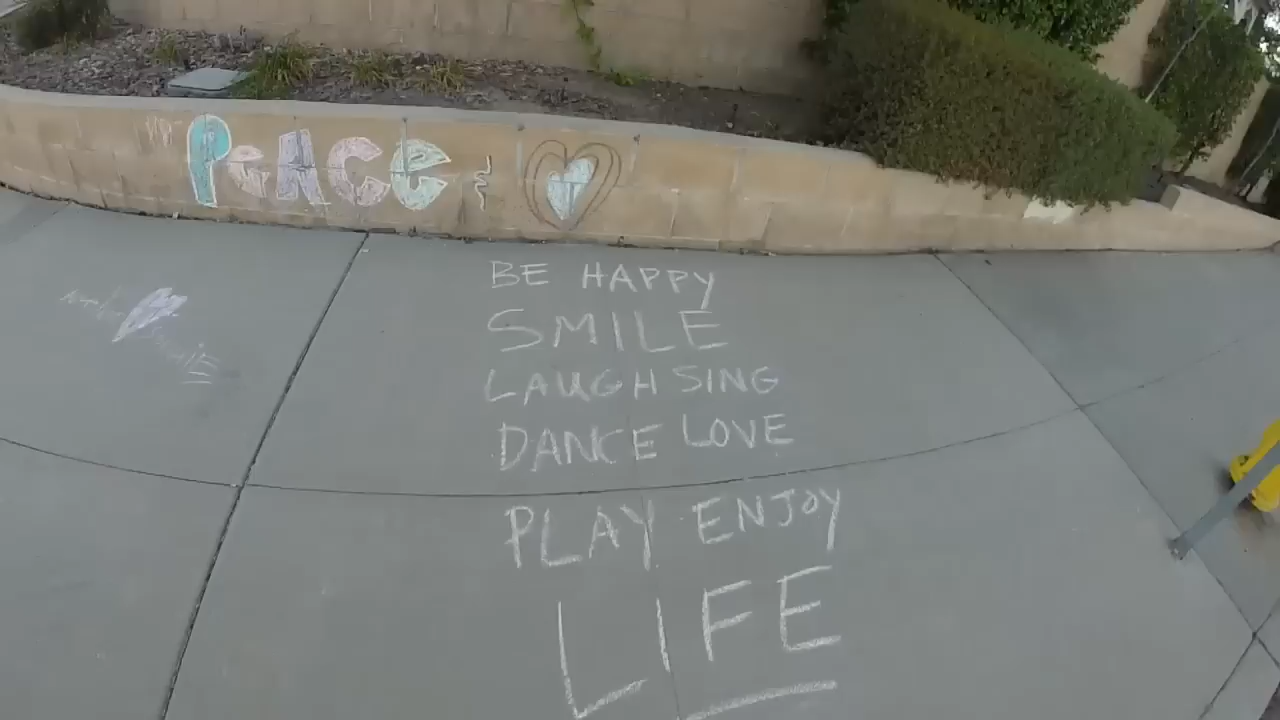 PeACe
BE HAPPY
SMILE
LAUGH SING
DANCE LOVE
PLAY ENJOY
LIFE